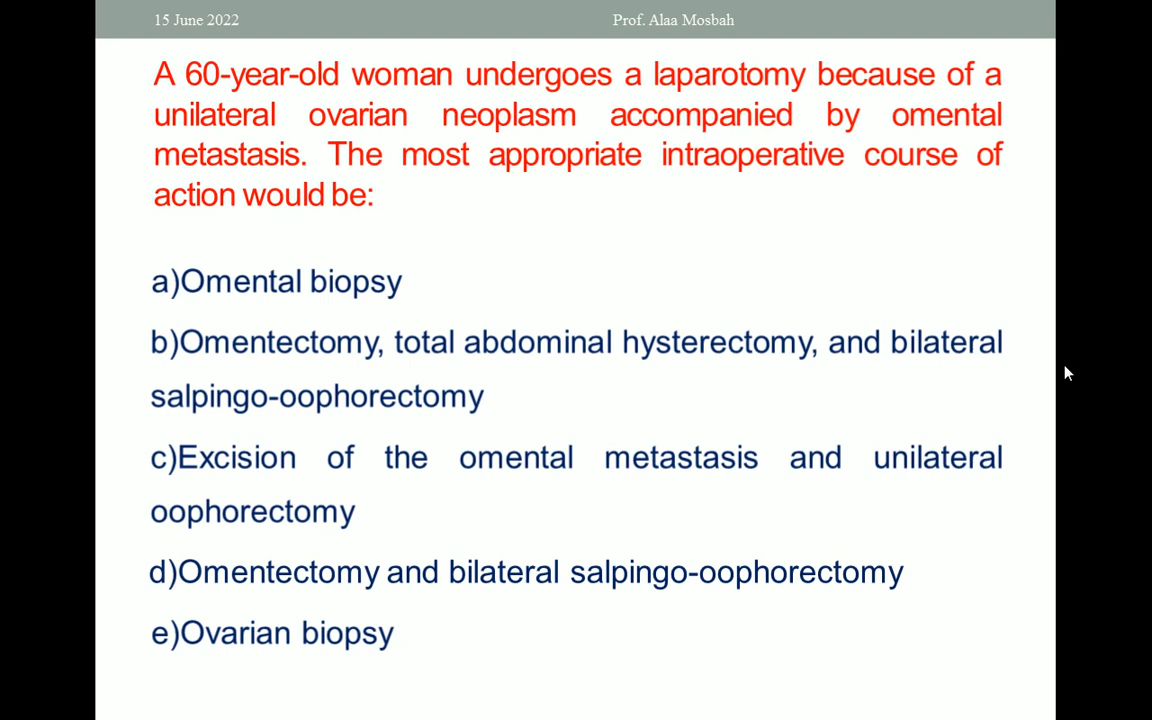 15 June 2022 Prof. Alaa Mosbah
A 60-year-old woman undergoes a laparotomy because of a
unilateral ovarian neoplasm accompanied by omental
metastasis. The most appropriate intraoperative course of
action would be:
a)Omental biopsy
b)Omentectomy, total abdominal hysterectomy, and bilateral
salpingo-oophorectomy
c)Excision of the omental metastasis and unilateral
oophorectomy
d)Omentectomy and bilateral salpingo-oophorectomy
e)Ovarian biopsy